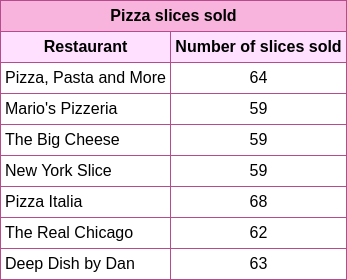 Pizza slices sold
Restaurant Number of slices sold
Pizza, Pasta and More 64
Mario's Pizzeria 59
The Big Cheese 59
New York Slice 59
Pizza Italia 68
The Real Chicago 62
Deep Dish by Dan 63